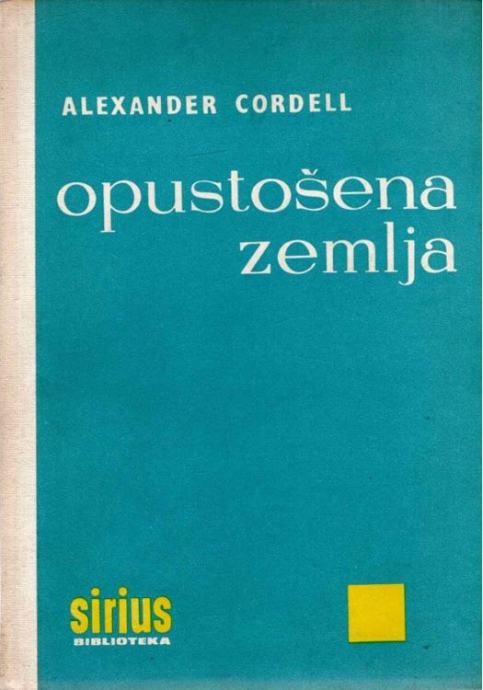 ALEXANDER CORDELL
opustošena
zemlja
sirius
BIBLIOTEKA